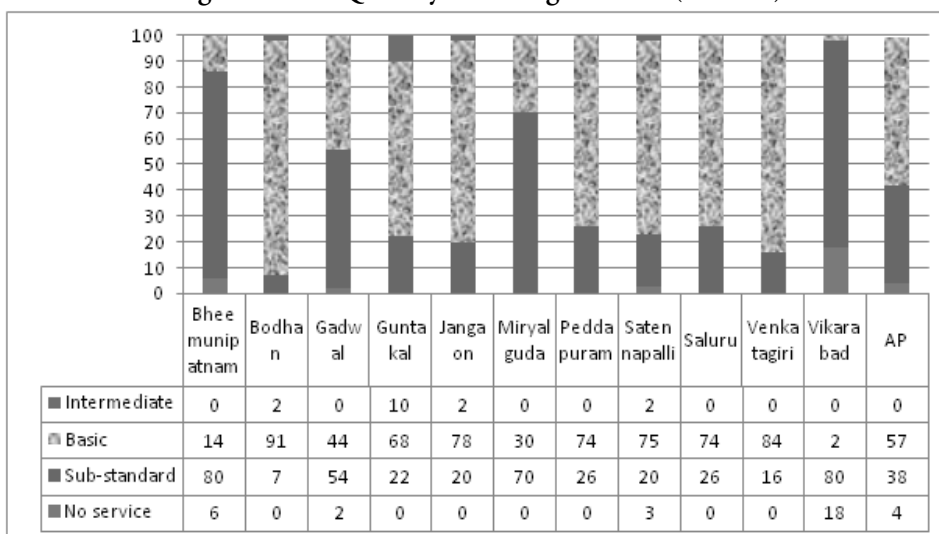 100
90
80
70
60
50
40
30
20
10
0
Bhee
munip
atnam
Bodha
n
Gadw
al
Gunta
kal
Janga
on
Miryal
guda
Pedda
puram
Saten
napalli
Saluru
Venka
tagiri
Vikara
bad
AP
Intermediate 0 2 0 10 2 0 0 2 0 0 0 0
Basic 14 91 44 68 78 30 74 75 74 84 2 57
Sub-standard 80 7 54 22 20 70 26 20 26 16 80 38
No service 6 0 2 0 0 0 0 3 0 0 18 4